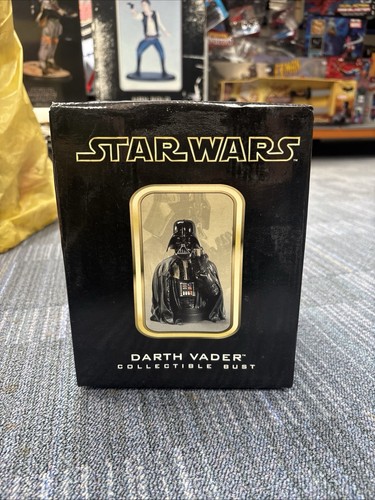 STAR WARS
DARTH VADER™
COLLECTIBLE BUST